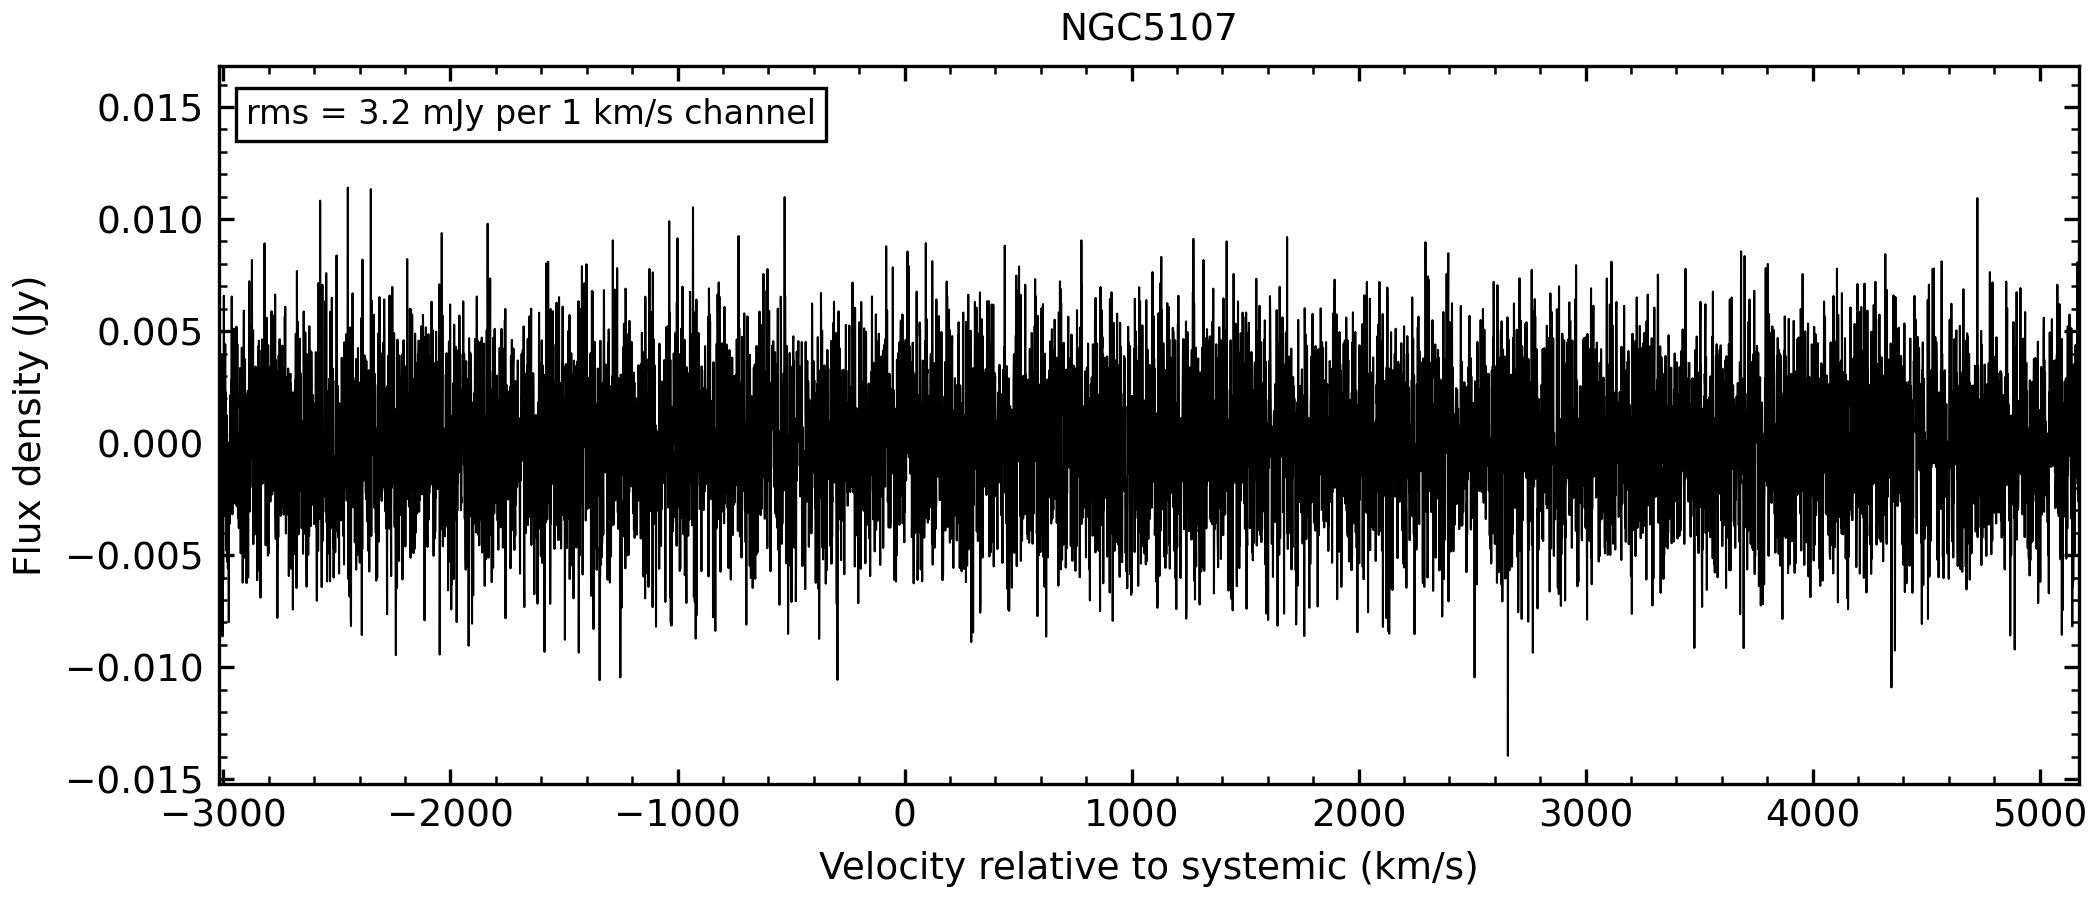 NGC5107
rms = 3.2 mJy per 1 km/s channel
0.015
0.010
0.005
0.000
−0.005
−0.010
−0.015
Flux density (Jy)
−3000 −2000 −1000 0 1000 2000 3000 4000 5000
Velocity relative to systemic (km/s)